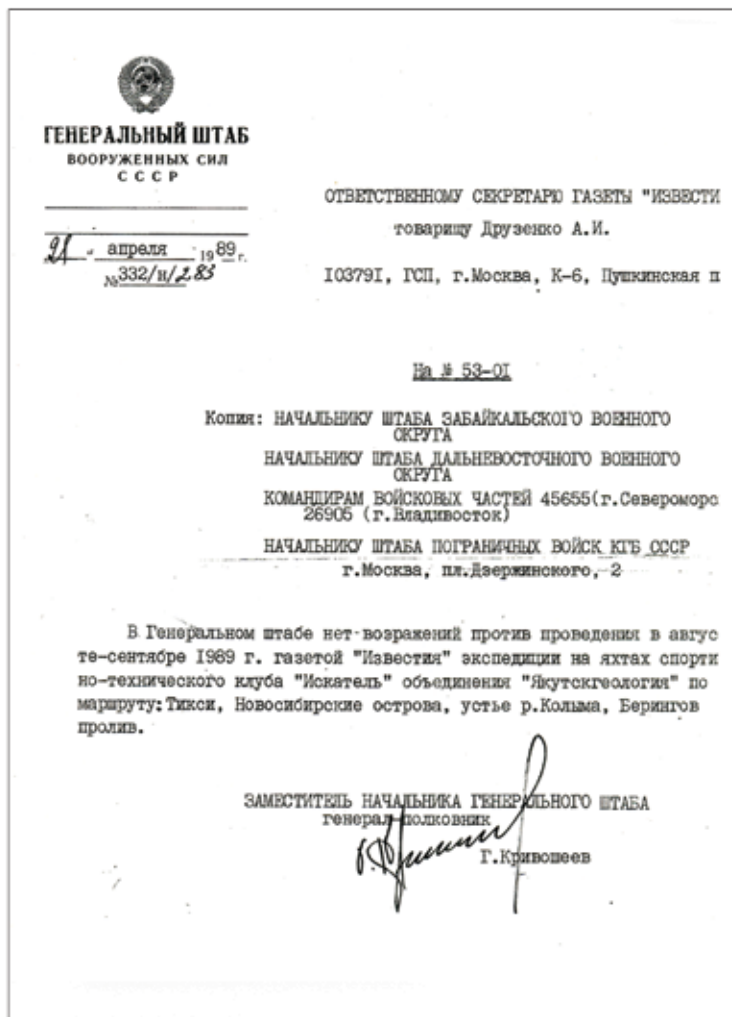 ГЕНЕРАЛЬНЫЙ ШТАБ
ВООРУЖЕННЫХ СИЛ
СССР
21 " апреля 1989 г.
№ 332/н/283
ОТВЕТСТВЕННОМУ СЕКРЕТАРЮ ГАЗЕТЫ "ИЗВЕСТИ
товарищу Друзенко А.И.
103791, ГСП, г.Москва, К-6, Пушкинская п
На № 53-01
Копия: НАЧАЛЬНИКУ ШТАБА ЗАБАЙКАЛЬСКОГО ВОЕННОГО
ОКРУГА
НАЧАЛЬНИКУ ШТАБА ДАЛЬНЕВОСТОЧНОГО ВОЕННОГО
ОКРУГА
КОМАНДИРАМ ВОЙСКОВЫХ ЧАСТЕЙ 45655(г.Североморс
26905 (г.Владивосток)
НАЧАЛЬНИКУ ШТАБА ПОГРАНИЧНЫХ ВОЙСК КГБ СССР
г.Москва, пл.Дзержинского, 2
В Генеральном штабе нет возражений против проведения в авгус
те-сентябре 1989 г. газетой "Известия" экспедиции на яхтах спорти
но-технического клуба "Искатель" объединения "Якутскгеология" по
маршруту: Тикси, Новосибирские острова, устье р.Колыма, Берингов
пролив.
ЗАМЕСТИТЕЛЬ НАЧАЛЬНИКА ГЕНЕРАЛЬНОГО ШТАБА
генерал-полковник
Г.Кривошеев